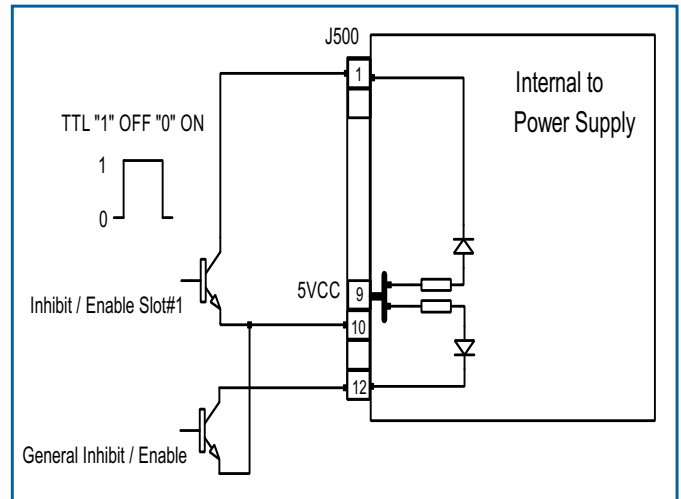 J500
1
Internal to
Power Supply
TTL "1" OFF "0" ON
1
0
5VCC
9
Inhibit / Enable Slot#1
10
12
General Inhibit / Enable